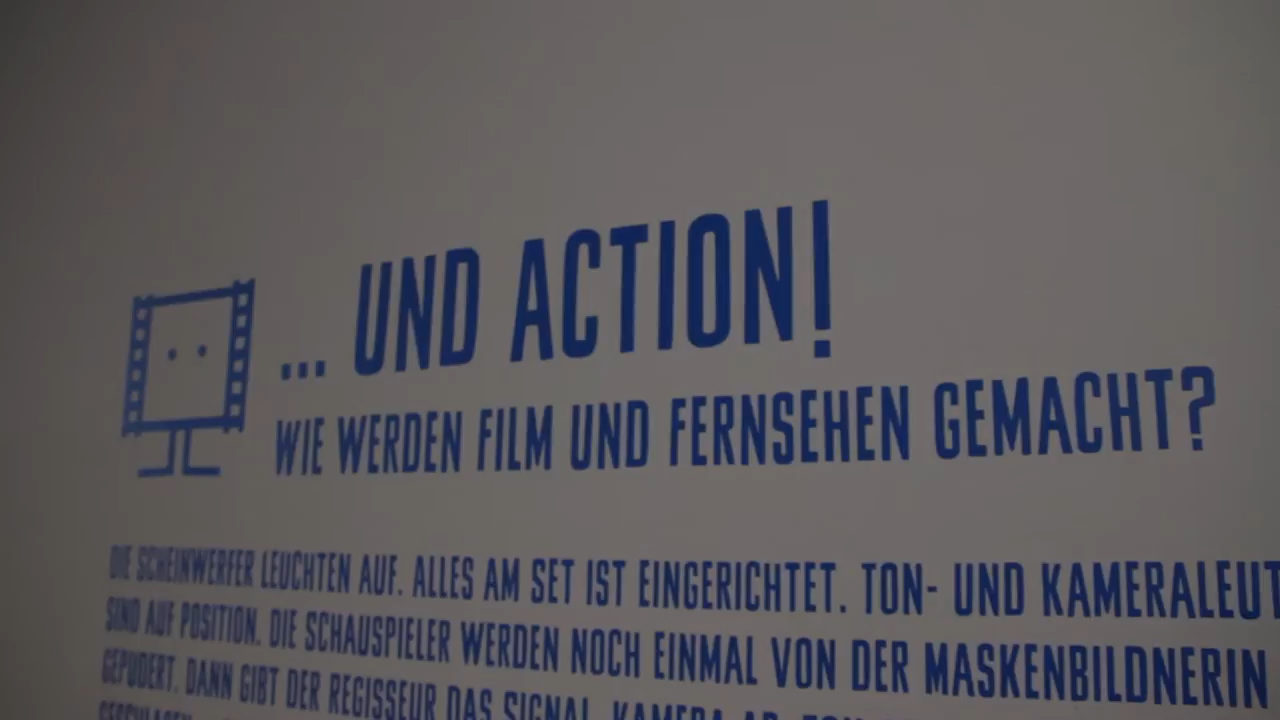 ... UND ACTION!
WIE WERDEN FILM UND FERNSEHEN GEMACHT?
DIE SCHEINWERFER LEUCHTEN AUF. ALLES AM SET IST EINGERICHTET. TON- UND KAMERALEUT
SIND AUF POSITION. DIE SCHAUSPIELER WERDEN NOCH EINMAL VON DER MASKENBILDNERIN
GEPUDERT. DANN GIBT DER REGISSEUR DAS SIGNAL. KAMERA AB.